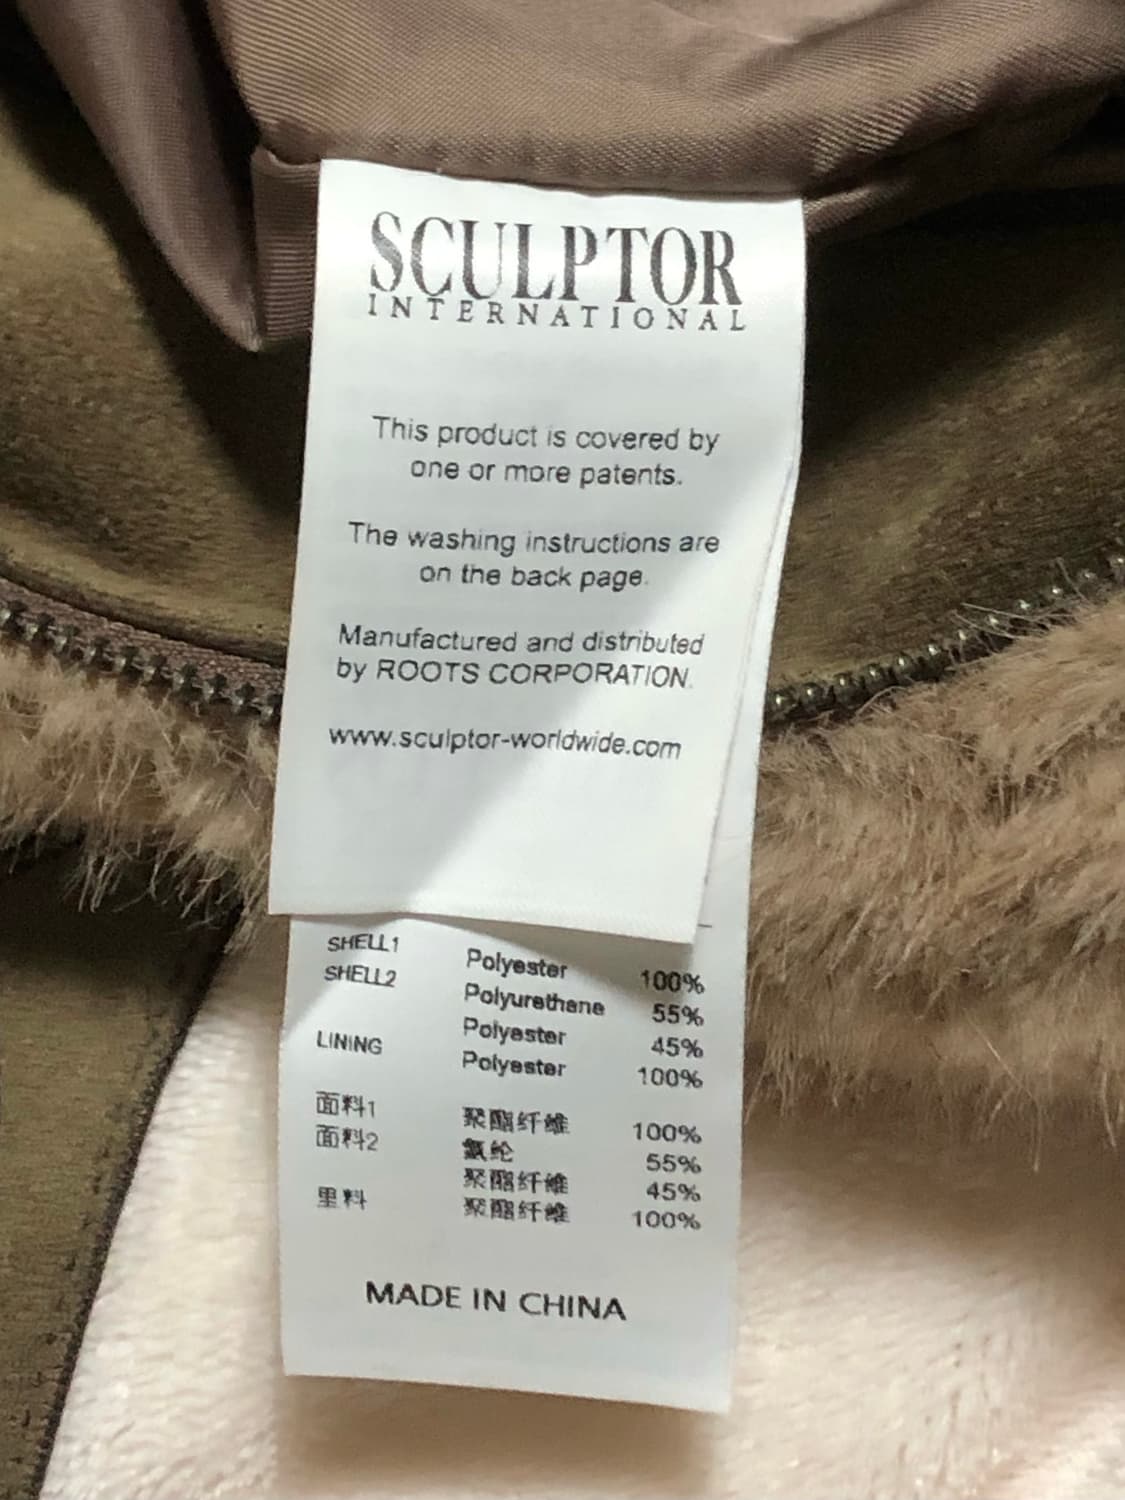 SCULPTOR
INTERNATIONAL
This product is covered by
one or more patents.
The washing instructions are
on the back page.
Manufactured and distributed
by ROOTS CORPORATION.
www.sculptor-worldwide.com
SHELL1 Polyester 100%
SHELL2 Polyurethane 55%
Polyester 45%
LINING Polyester 100%
面料1 聚酯纤维 100%
面料2 氨纶 55%
聚酯纤维 45%
里料 聚酯纤维 100%
MADE IN CHINA